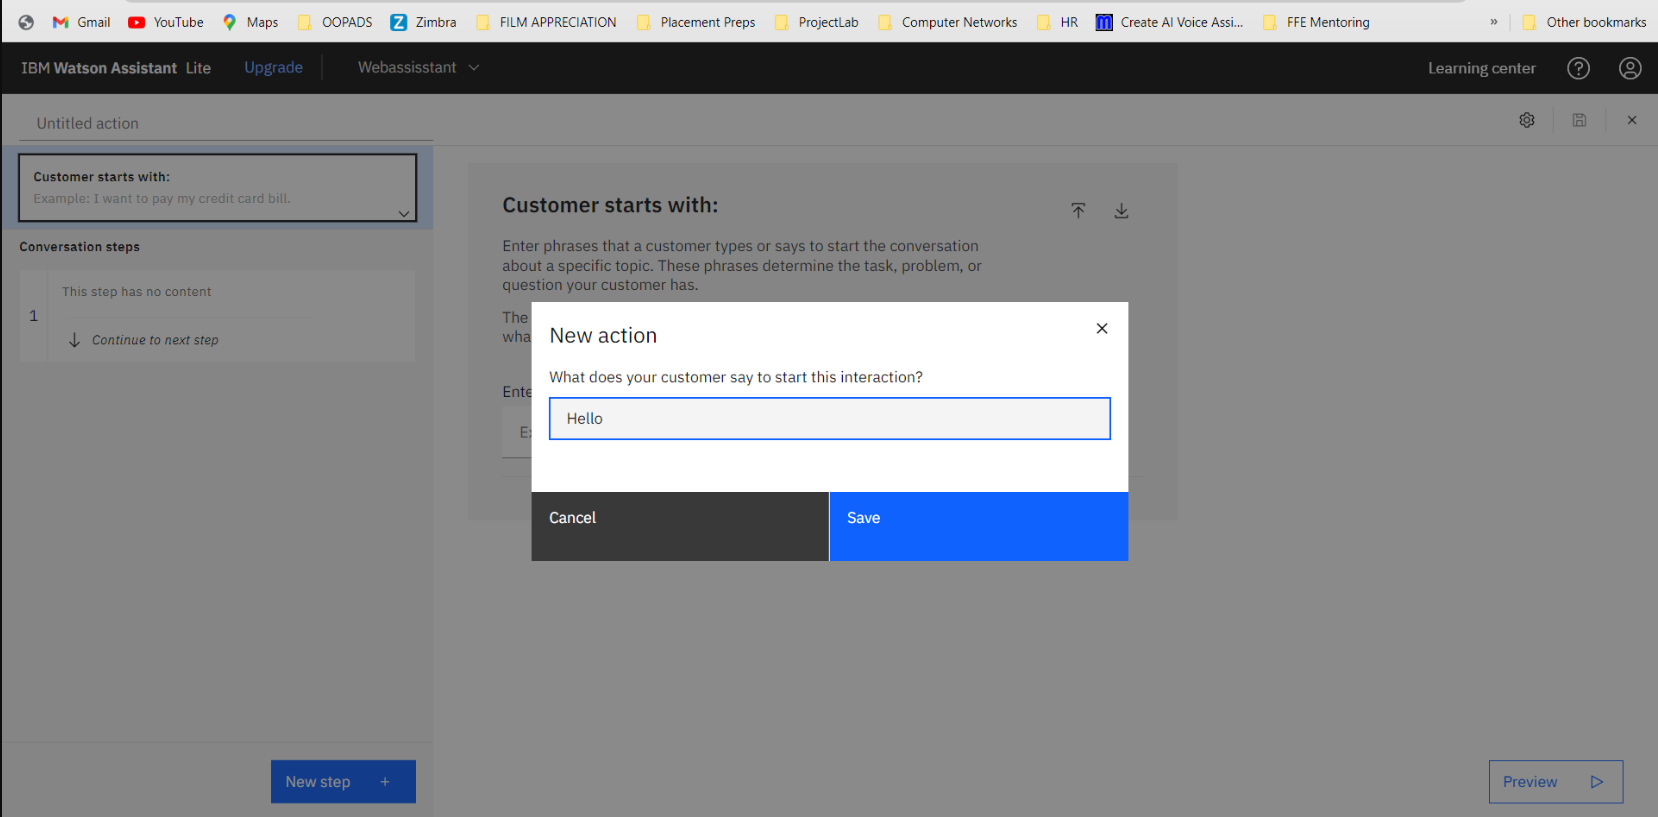 Gmail YouTube Maps OOPADS Zimbra FILM APPRECIATION Placement Preps ProjectLab Computer Networks HR Create AI Voice Assi... FFE Mentoring » Other bookmarks
IBM Watson Assistant Lite Upgrade Webassisstant Learning center
Untitled action
Customer starts with:
Example: I want to pay my credit card bill.
Conversation steps
1
This step has no content
Continue to next step
New step +
Customer starts with:
Enter phrases that a customer types or says to start the conversation
about a specific topic. These phrases determine the task, problem, or
question your customer has.
The
wha
Ente
New action
What does your customer say to start this interaction?
Hello
Cancel
Save
Preview